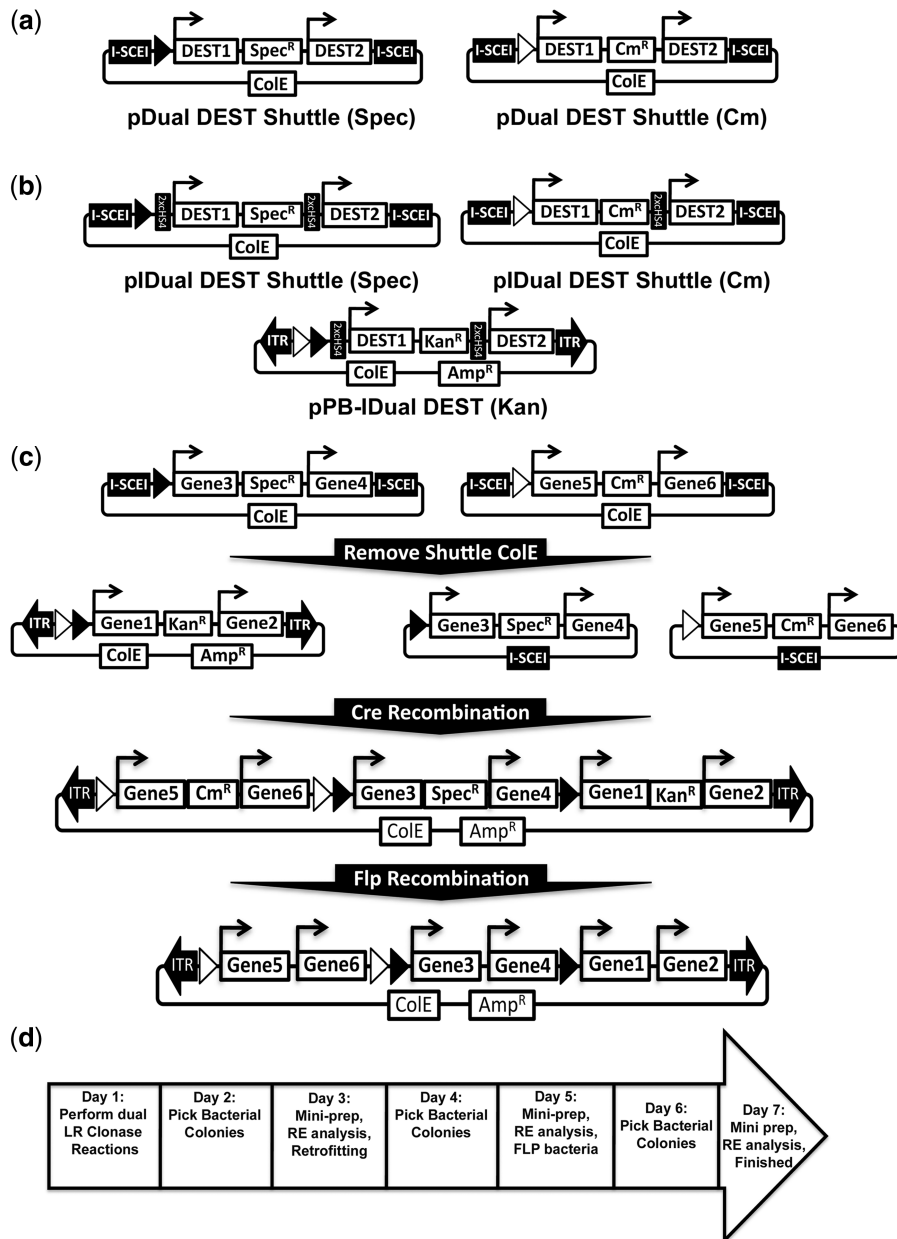 (a)
I-SCEI DEST1 Spec^R DEST2 I-SCEI
ColE
pDual DEST Shuttle (Spec)
I-SCEI DEST1 Cm^R DEST2 I-SCEI
ColE
pDual DEST Shuttle (Cm)
(b)
I-SCEI 2xcHS4 DEST1 Spec^R 2xcHS4 DEST2 I-SCEI
ColE
pIDual DEST Shuttle (Spec)
I-SCEI DEST1 Cm^R 2xcHS4 DEST2 I-SCEI
ColE
pIDual DEST Shuttle (Cm)
ITR 2xcHS4 DEST1 Kan^R 2xcHS4 DEST2 ITR
ColE Amp^R
pPB-IDual DEST (Kan)
(c)
I-SCEI Gene3 Spec^R Gene4 I-SCEI
ColE
I-SCEI Gene5 Cm^R Gene6 I-SCEI
ColE
Remove Shuttle ColE
ITR Gene1 Kan^R Gene2 ITR
ColE Amp^R
Gene3 Spec^R Gene4
I-SCEI
Gene5 Cm^R Gene6
I-SCEI
Cre Recombination
ITR Gene5 Cm^R Gene6 Gene3 Spec^R Gene4 Gene1 Kan^R Gene2 ITR
ColE Amp^R
Flp Recombination
ITR Gene5 Gene6 Gene3 Gene4 Gene1 Gene2 ITR
ColE Amp^R
(d)
Day 1:
Perform dual
LR Clonase
Reactions
Day 2:
Pick Bacterial
Colonies
Day 3:
Mini-prep,
RE analysis,
Retrofitting
Day 4:
Pick Bacterial
Colonies
Day 5:
Mini-prep,
RE analysis,
FLP bacteria
Day 6:
Pick Bacterial
Colonies
Day 7:
Mini prep,
RE analysis,
Finished